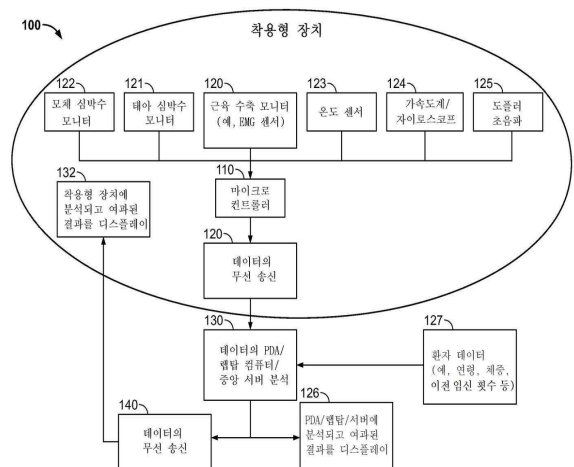 100
착용형 장치
122
모체 심박수
모니터
121
태아 심박수
모니터
120
근육 수축 모니터
(예, EMG 센서)
123
온도 센서
124
가속도계/
자이로스코프
125
도플러
초음파
132
착용형 장치에
분석되고 여과된
결과를 디스플레이
110
마이크로
컨트롤러
120
데이터의
무선 송신
130
데이터의 PDA/
랩탑 컴퓨터/
중앙 서버 분석
127
환자 데이터
(예, 연령, 체중,
이전 임신 횟수 등)
140
데이터의
무선 송신
126
PDA/랩탑/서버에
분석되고 여과된
결과를 디스플레이